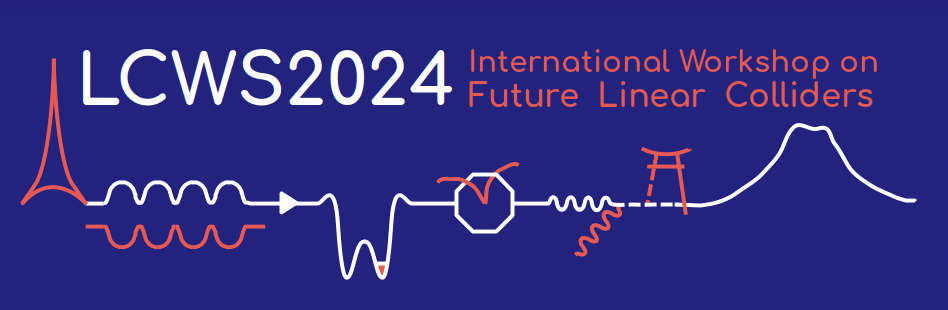 LCWS2024
International Workshop on
Future Linear Colliders